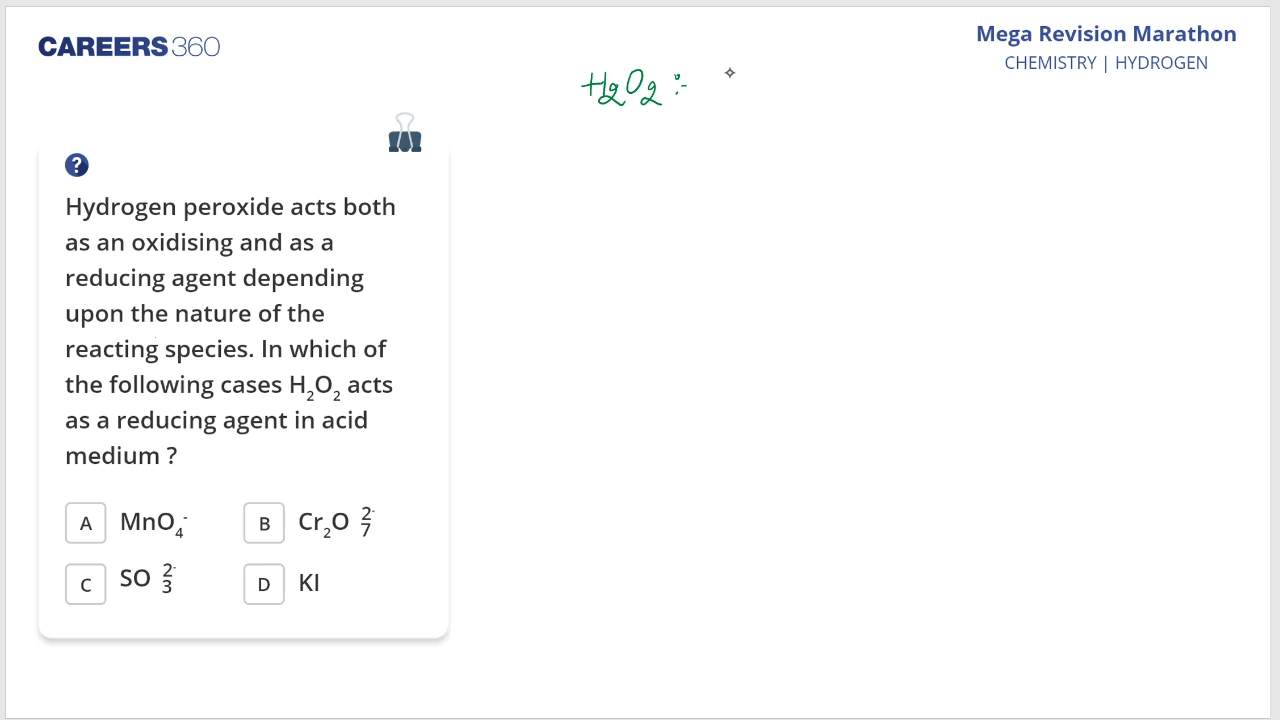 CAREERS360
Mega Revision Marathon
CHEMISTRY | HYDROGEN
H2O2 :-
?
Hydrogen peroxide acts both
as an oxidising and as a
reducing agent depending
upon the nature of the
reacting species. In which of
the following cases H₂O₂ acts
as a reducing agent in acid
medium ?
A MnO₄⁻ B Cr₂O₇²⁻
C SO₃²⁻ D KI